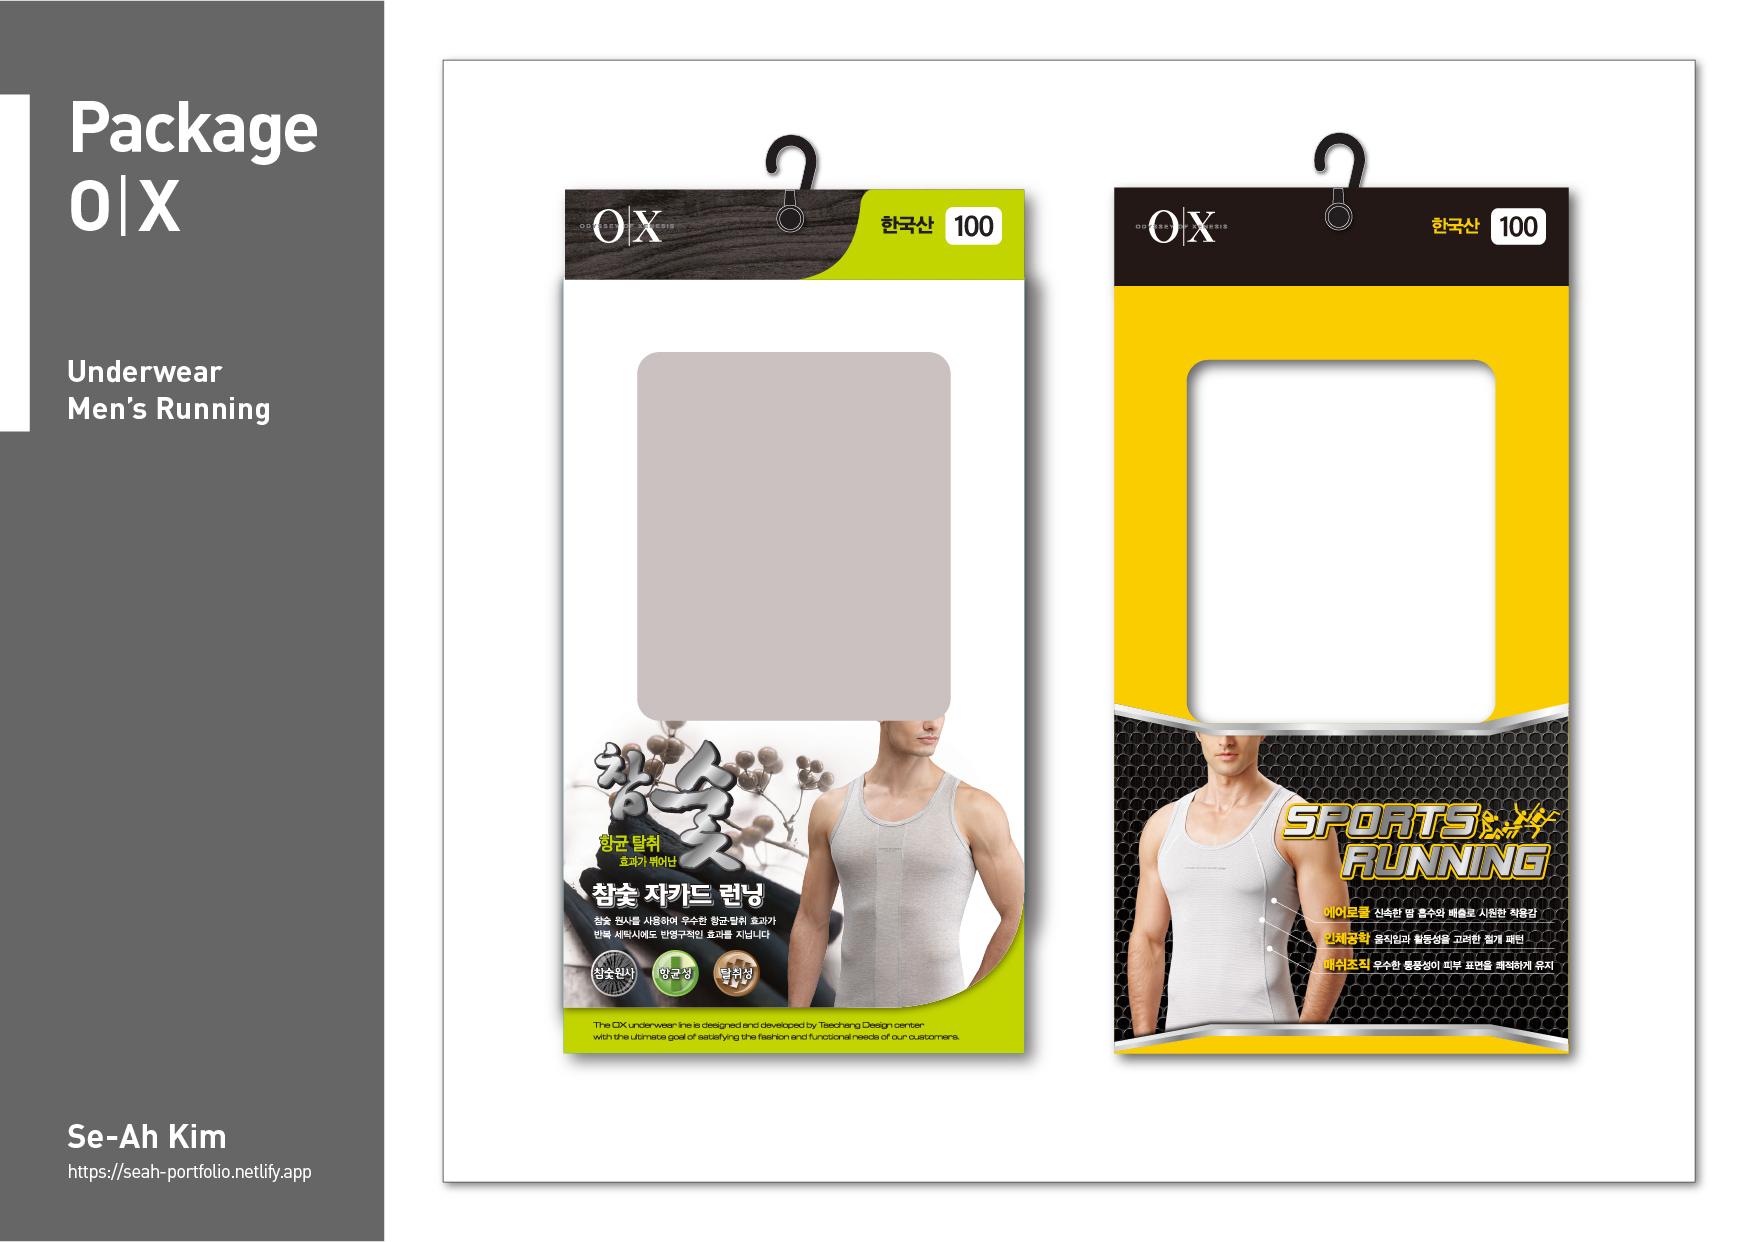 Package
O|X
Underwear
Men's Running
Se-Ah Kim
https://seah-portfolio.netlify.app
O|X
ODYSSEY OF XENESIS
한국산 100
참숯
항균 탈취
효과가 뛰어난
참숯 자카드 런닝
참숯 원사를 사용하여 우수한 항균·탈취 효과가
반복 세탁시에도 반영구적인 효과를 지닙니다
참숯원사 항균성 탈취성
The OX underwear line is designed and developed by Taechang Design center
with the ultimate goal of satisfying the fashion and functional needs of our customers.
O|X
ODYSSEY OF XENESIS
한국산 100
SPORTS
RUNNING
에어로쿨 신속한 땀 흡수와 배출로 시원한 착용감
인체공학 움직임과 활동성을 고려한 절개 패턴
매쉬조직 우수한 통풍성이 피부 표면을 쾌적하게 유지